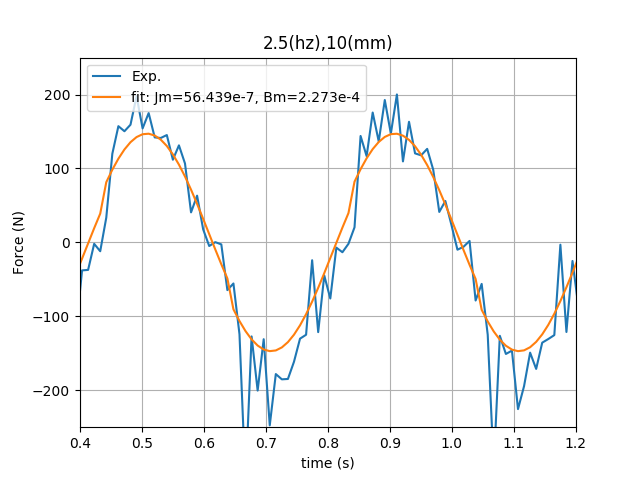 2.5(hz),10(mm)
Exp.
fit: Jm=56.439e-7, Bm=2.273e-4
Force (N)
200
100
0
−100
−200
0.4 0.5 0.6 0.7 0.8 0.9 1.0 1.1 1.2
time (s)